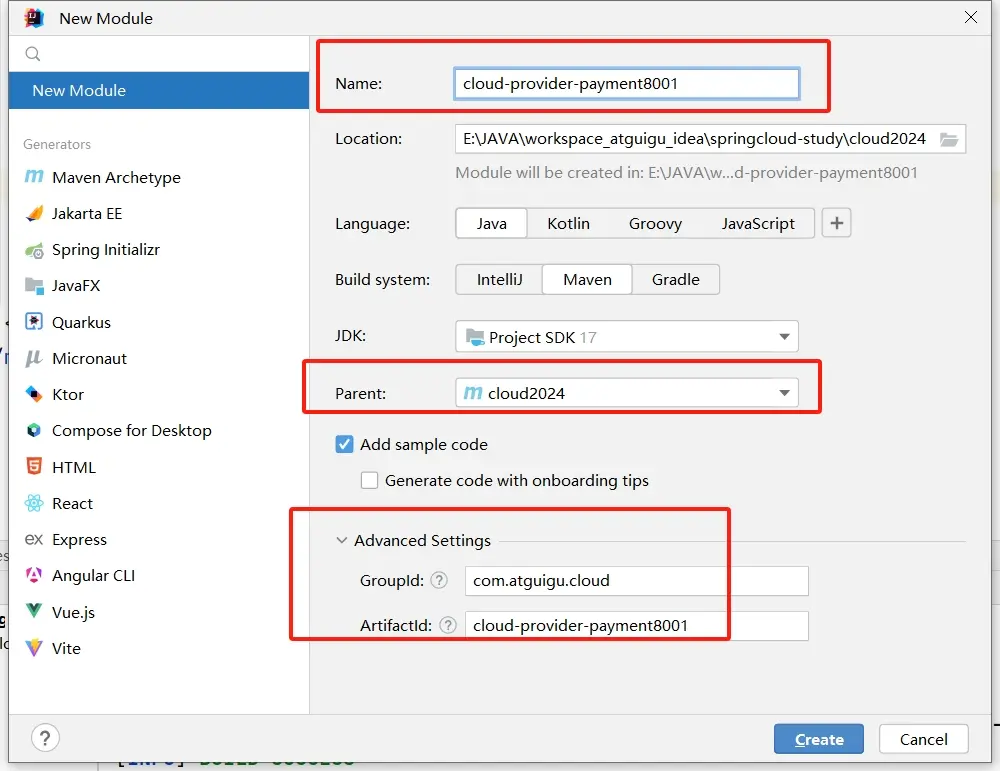 New Module
New Module
Generators
Maven Archetype
Jakarta EE
Spring Initializr
JavaFX
Quarkus
Micronaut
Ktor
Compose for Desktop
HTML
React
ex Express
Angular CLI
Vue.js
Vite
Name: cloud-provider-payment8001
Location: E:\JAVA\workspace_atguigu_idea\springcloud-study\cloud2024
Module will be created in: E:\JAVA\w...d-provider-payment8001
Language: Java Kotlin Groovy JavaScript +
Build system: IntelliJ Maven Gradle
JDK: Project SDK 17
Parent: m cloud2024
Add sample code
Generate code with onboarding tips
Advanced Settings
GroupId: ? com.atguigu.cloud
ArtifactId: ? cloud-provider-payment8001
? Create Cancel